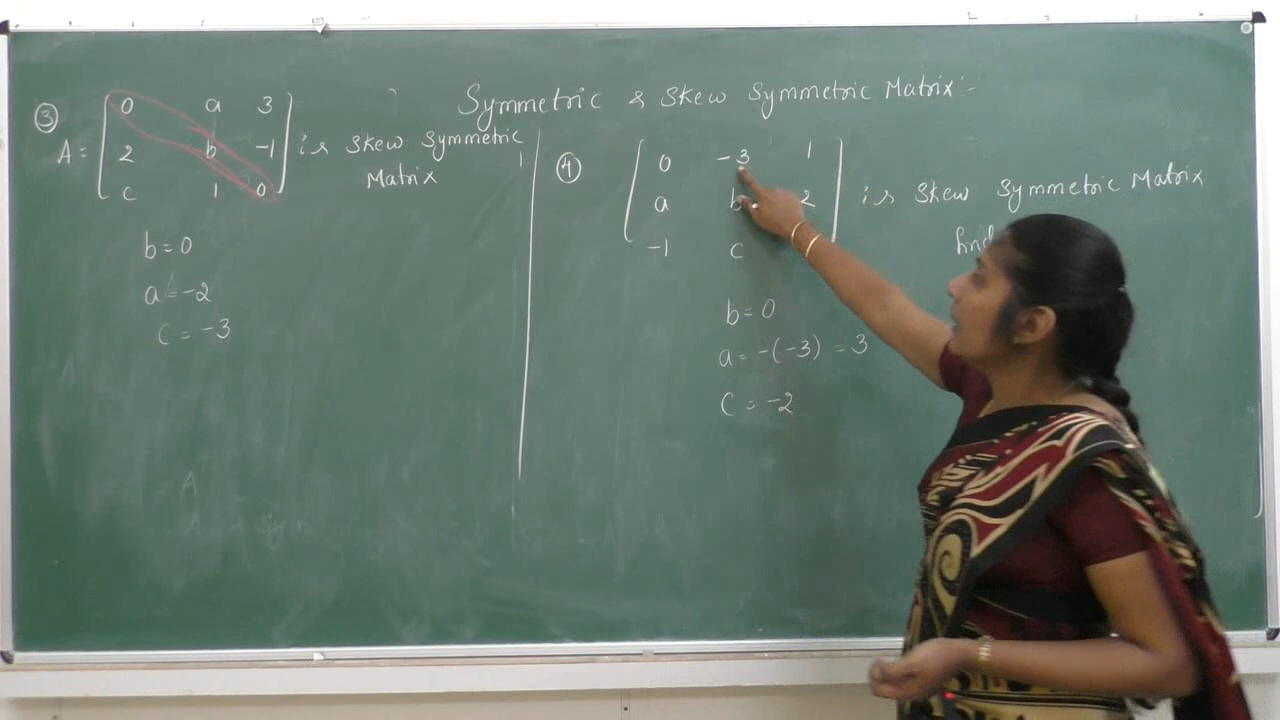 Symmetric & Skew Symmetric Matrix :-
③
A = [ 0 a 3
2 b -1
c 1 0 ] is Skew Symmetric
Matrix
b = 0
a = -2
c = -3
④
[ 0 -3 1
a b 2
-1 c ] is Skew Symmetric Matrix
find
b = 0
a = -(-3) = 3
c = -2